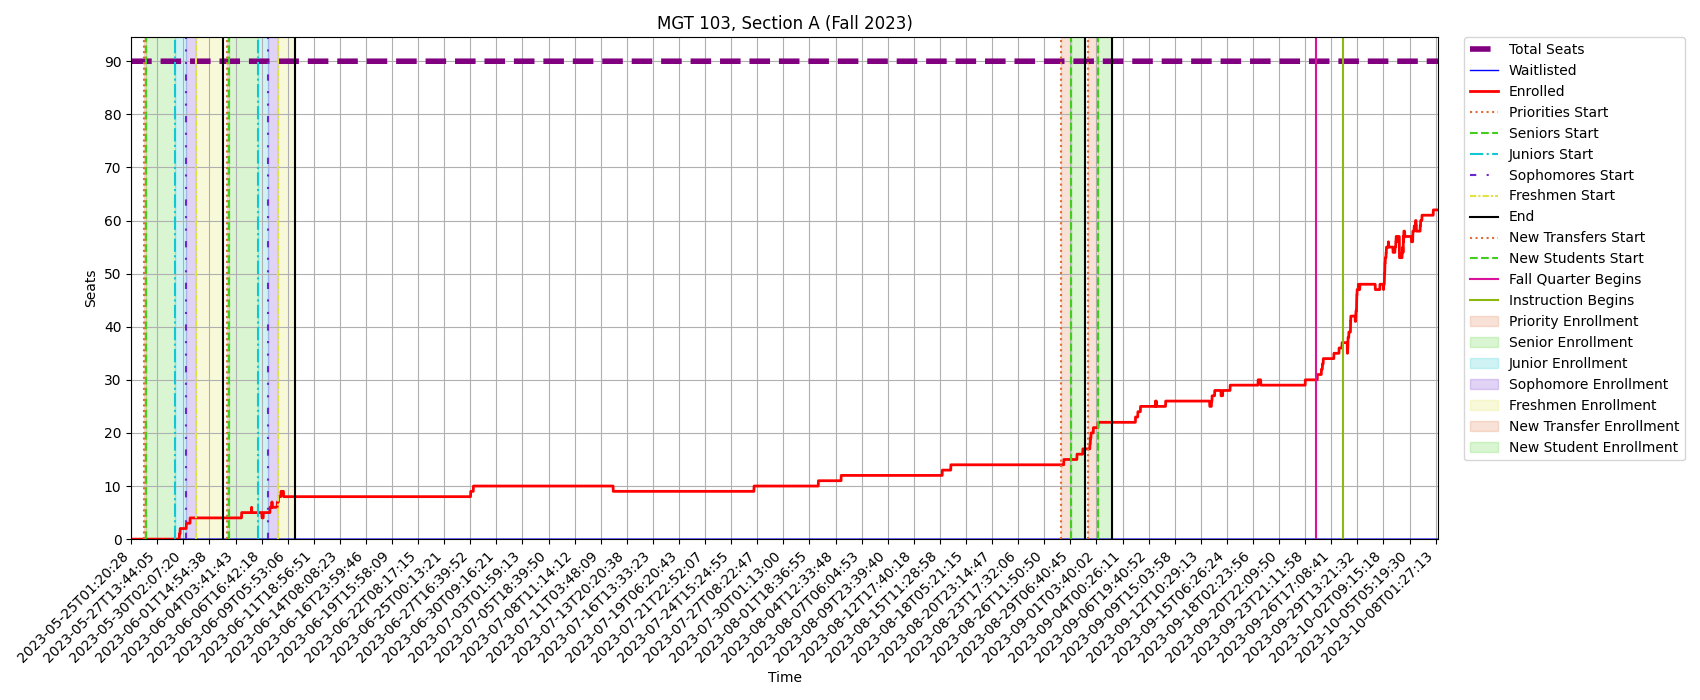 MGT 103, Section A (Fall 2023)
Seats
90
80
70
60
50
40
30
20
10
0
2023-05-25T01:20:28
2023-05-27T13:44:05
2023-05-30T02:07:20
2023-06-01T14:54:38
2023-06-04T03:41:43
2023-06-06T16:42:18
2023-06-09T05:53:06
2023-06-11T18:56:51
2023-06-14T08:08:23
2023-06-16T23:59:46
2023-06-19T15:58:09
2023-06-22T08:17:15
2023-06-25T00:13:21
2023-06-27T16:39:52
2023-06-30T09:16:21
2023-07-03T01:59:13
2023-07-05T18:39:50
2023-07-08T11:14:12
2023-07-11T03:48:09
2023-07-13T20:20:38
2023-07-16T13:33:23
2023-07-19T06:20:43
2023-07-21T22:52:07
2023-07-24T15:24:55
2023-07-27T08:22:47
2023-07-30T01:13:00
2023-08-01T18:36:55
2023-08-04T12:33:48
2023-08-07T06:04:53
2023-08-09T23:39:40
2023-08-12T17:40:18
2023-08-15T11:28:58
2023-08-18T05:21:15
2023-08-20T23:14:47
2023-08-23T17:32:06
2023-08-26T11:50:50
2023-08-29T06:40:45
2023-09-01T03:40:02
2023-09-04T00:26:11
2023-09-06T19:40:52
2023-09-09T15:03:58
2023-09-12T10:29:13
2023-09-15T06:26:24
2023-09-18T02:23:56
2023-09-20T22:09:50
2023-09-23T21:11:58
2023-09-26T17:08:41
2023-09-29T13:21:32
2023-10-02T09:15:18
2023-10-05T05:19:30
2023-10-08T01:27:13
Time
Total Seats
Waitlisted
Enrolled
Priorities Start
Seniors Start
Juniors Start
Sophomores Start
Freshmen Start
End
New Transfers Start
New Students Start
Fall Quarter Begins
Instruction Begins
Priority Enrollment
Senior Enrollment
Junior Enrollment
Sophomore Enrollment
Freshmen Enrollment
New Transfer Enrollment
New Student Enrollment